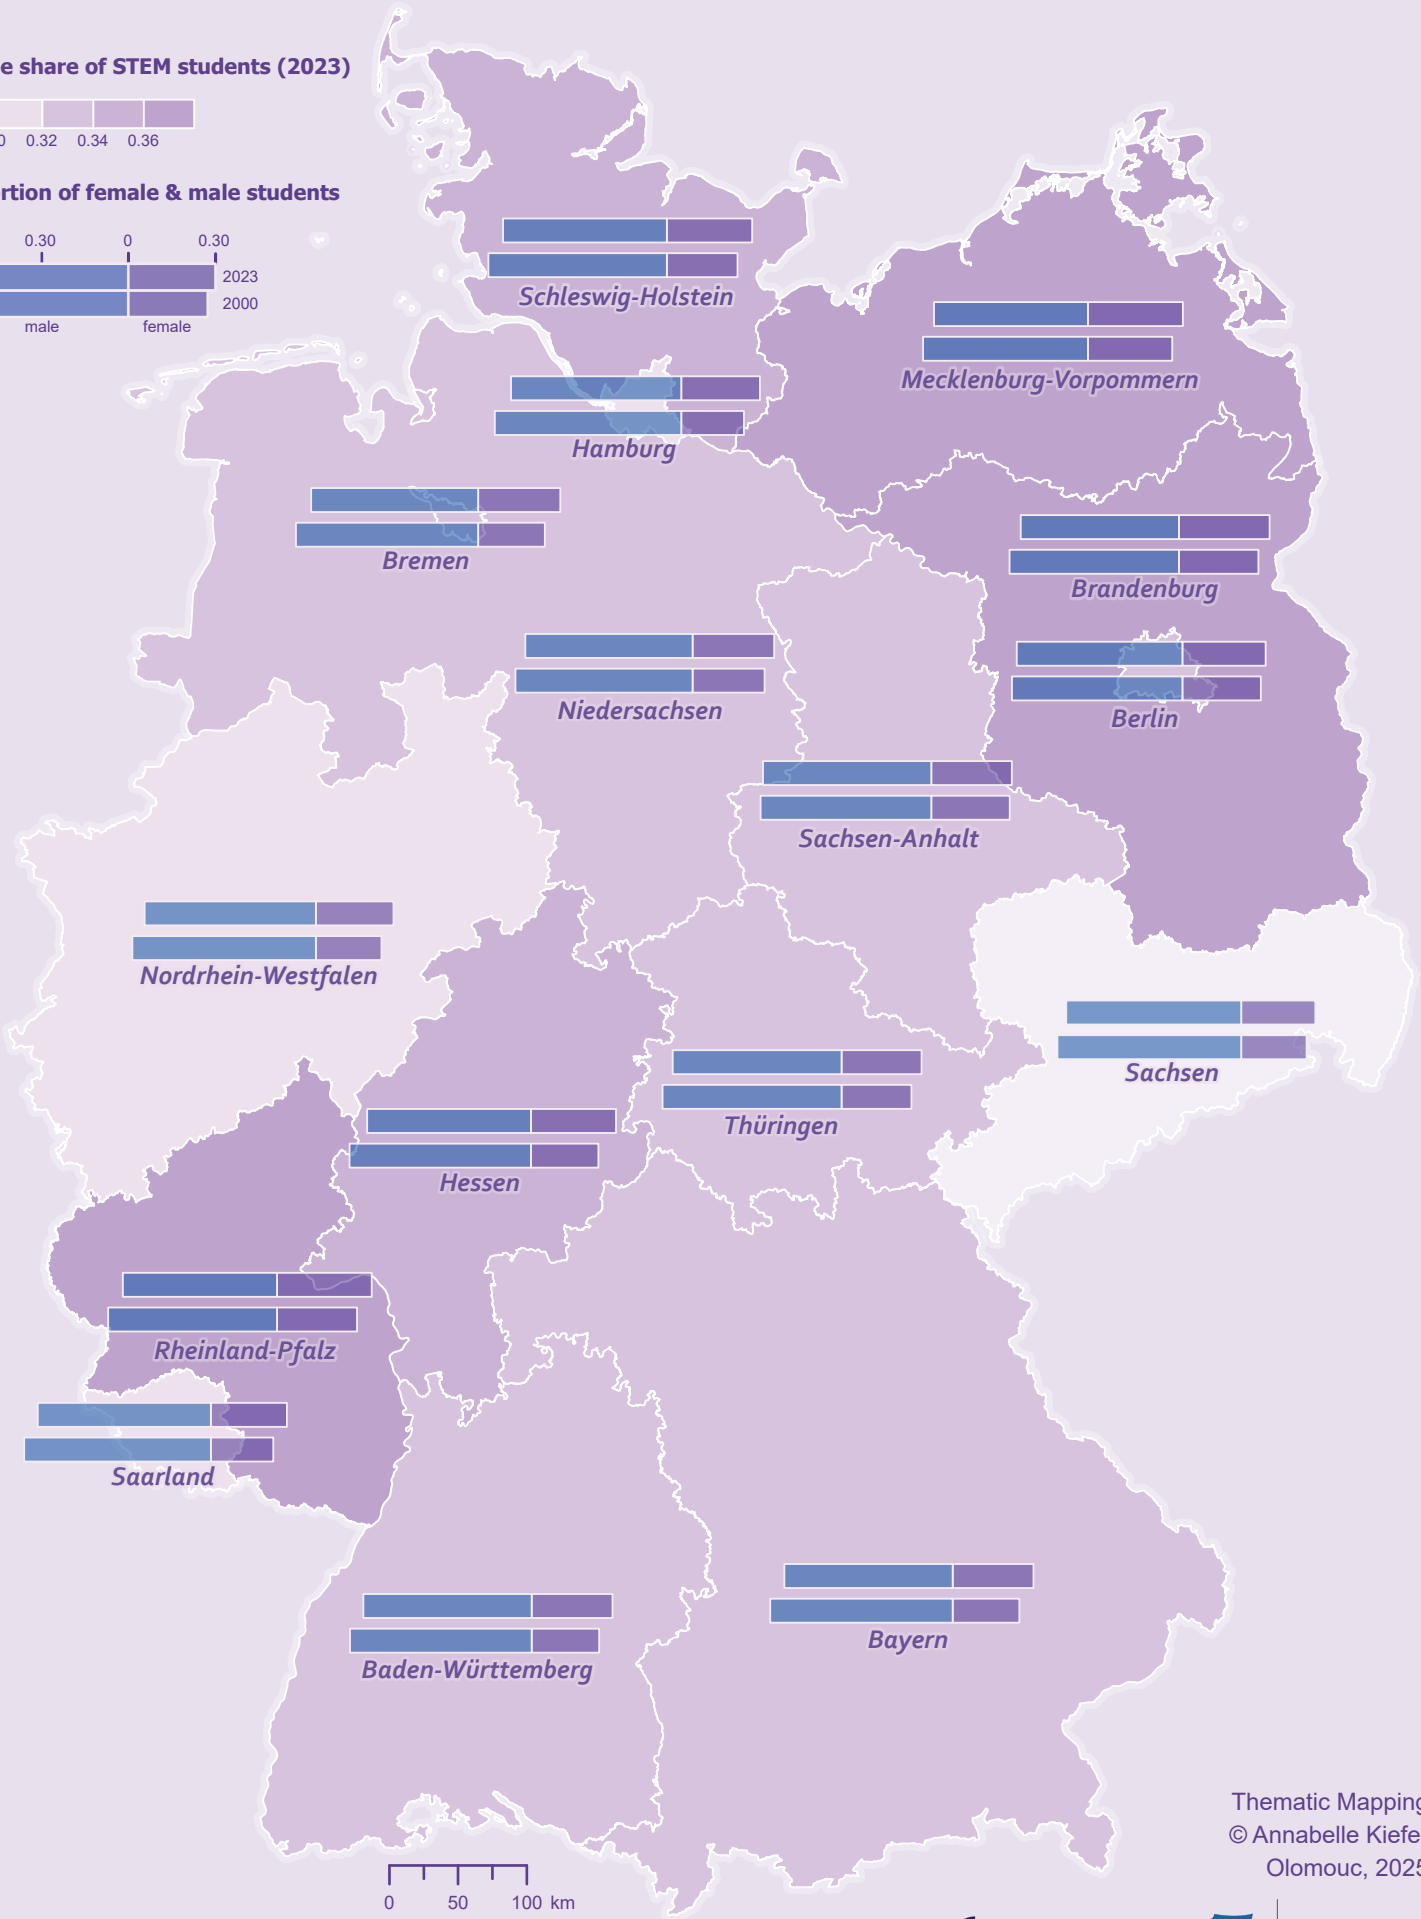 e share of STEM students (2023)
0 0.32 0.34 0.36
rtion of female & male students
0.30 0 0.30
2023
2000
male female
Schleswig-Holstein
Mecklenburg-Vorpommern
Hamburg
Bremen
Brandenburg
Niedersachsen
Berlin
Sachsen-Anhalt
Nordrhein-Westfalen
Sachsen
Thüringen
Hessen
Rheinland-Pfalz
Saarland
Bayern
Baden-Württemberg
Thematic Mapping
© Annabelle Kiefe
Olomouc, 2025
0 50 100 km